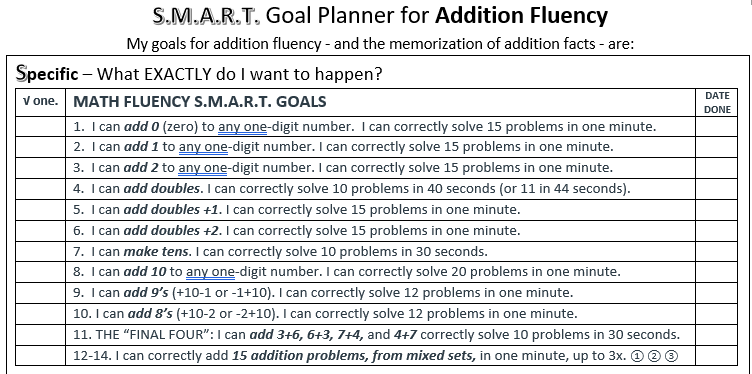 S.M.A.R.T. Goal Planner for Addition Fluency
My goals for addition fluency - and the memorization of addition facts - are:
Specific – What EXACTLY do I want to happen?
√ one. MATH FLUENCY S.M.A.R.T. GOALS DATE DONE
1. I can add 0 (zero) to any one-digit number. I can correctly solve 15 problems in one minute.
2. I can add 1 to any one-digit number. I can correctly solve 15 problems in one minute.
3. I can add 2 to any one-digit number. I can correctly solve 15 problems in one minute.
4. I can add doubles. I can correctly solve 10 problems in 40 seconds (or 11 in 44 seconds).
5. I can add doubles +1. I can correctly solve 15 problems in one minute.
6. I can add doubles +2. I can correctly solve 15 problems in one minute.
7. I can make tens. I can correctly solve 10 problems in 30 seconds.
8. I can add 10 to any one-digit number. I can correctly solve 20 problems in one minute.
9. I can add 9’s (+10-1 or -1+10). I can correctly solve 12 problems in one minute.
10. I can add 8’s (+10-2 or -2+10). I can correctly solve 12 problems in one minute.
11. THE “FINAL FOUR”: I can add 3+6, 6+3, 7+4, and 4+7 correctly solve 10 problems in 30 seconds.
12-14. I can correctly add 15 addition problems, from mixed sets, in one minute, up to 3x. ① ② ③